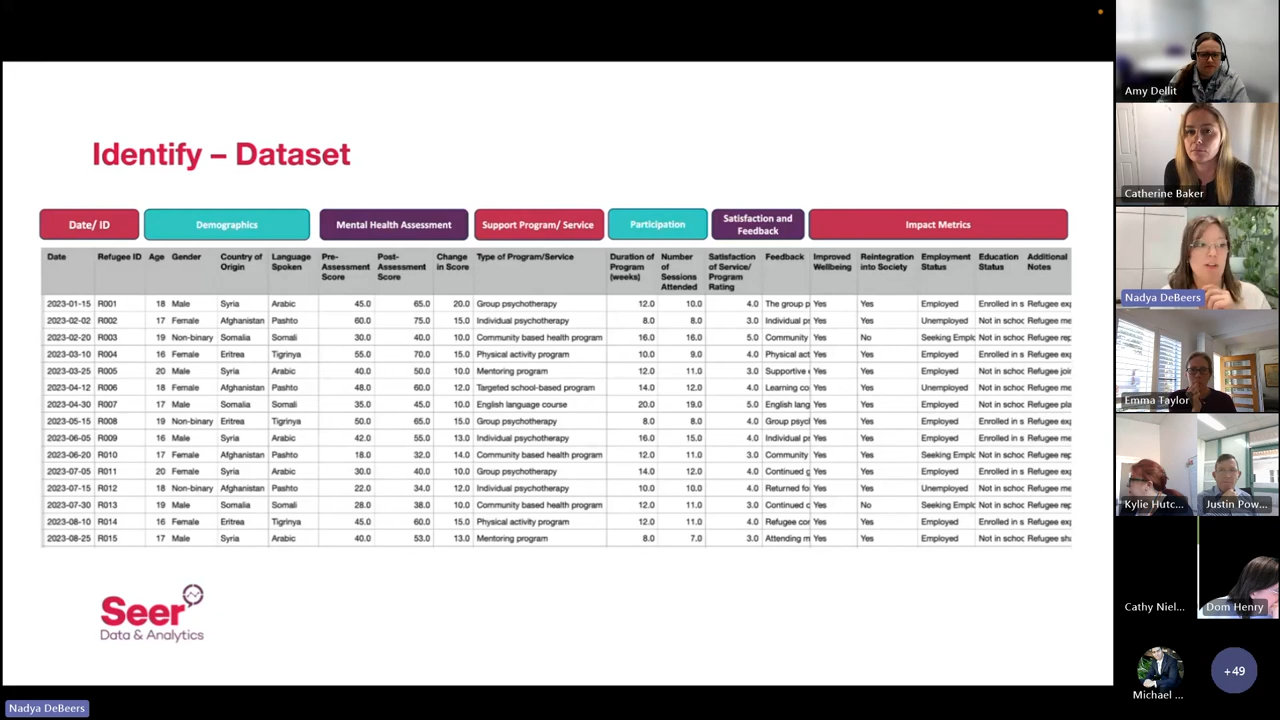 Identify – Dataset
Date/ ID Demographics Mental Health Assessment Support Program/ Service Participation Satisfaction and Feedback Impact Metrics
Date Refugee ID Age Gender Country of Origin Language Spoken Pre-Assessment Score Post-Assessment Score Change in Score Type of Program/Service Duration of Program (weeks) Number of Sessions Attended Satisfaction of Service/ Program Rating Feedback Improved Wellbeing Reintegration into Society Employment Status Education Status Additional Notes
2023-01-15 R001 18 Male Syria Arabic 45.0 65.0 20.0 Group psychotherapy 12.0 10.0 4.0 The group p Yes Yes Employed Enrolled in s Refugee exp
2023-02-02 R002 17 Female Afghanistan Pashto 60.0 75.0 15.0 Individual psychotherapy 8.0 8.0 3.0 Individual ps Yes Yes Unemployed Not in schoc Refugee me
2023-02-20 R003 19 Non-binary Somalia Somali 30.0 40.0 10.0 Community based health program 16.0 16.0 5.0 Community Yes No Seeking Emplc Not in schoc Refugee rep
2023-03-10 R004 16 Female Eritrea Tigrinya 55.0 70.0 15.0 Physical activity program 10.0 9.0 4.0 Physical act Yes Yes Employed Enrolled in s Refugee exp
2023-03-25 R005 20 Male Syria Arabic 40.0 50.0 10.0 Mentoring program 12.0 11.0 3.0 Supportive Yes Yes Employed Not in schoc Refugee join
2023-04-12 R006 18 Female Afghanistan Pashto 48.0 60.0 12.0 Targeted school-based program 14.0 12.0 4.0 Learning co Yes Yes Unemployed Not in schoc Refugee me
2023-04-30 R007 17 Male Somalia Somali 35.0 45.0 10.0 English language course 20.0 19.0 5.0 English lang Yes Yes Employed Not in schoc Refugee pla
2023-05-15 R008 19 Non-binary Eritrea Tigrinya 50.0 65.0 15.0 Group psychotherapy 8.0 8.0 4.0 Group psycl Yes Yes Employed Enrolled in s Refugee exp
2023-06-05 R009 16 Male Syria Arabic 42.0 55.0 13.0 Individual psychotherapy 16.0 15.0 4.0 Individual ps Yes Yes Employed Enrolled in s Refugee me
2023-06-20 R010 17 Female Afghanistan Pashto 18.0 32.0 14.0 Community based health program 12.0 11.0 3.0 Community Yes Yes Seeking Emplc Not in schoc Refugee rep
2023-07-05 R011 20 Female Syria Arabic 30.0 40.0 10.0 Group psychotherapy 14.0 12.0 4.0 Continued g Yes Yes Employed Enrolled in s Refugee exp
2023-07-15 R012 18 Non-binary Afghanistan Pashto 22.0 34.0 12.0 Individual psychotherapy 10.0 10.0 4.0 Returned fo Yes Yes Unemployed Not in schoc Refugee me
2023-07-30 R013 19 Male Somalia Somali 28.0 38.0 10.0 Community based health program 12.0 11.0 3.0 Continued c Yes No Seeking Emplc Not in schoc Refugee rep
2023-08-10 R014 16 Female Eritrea Tigrinya 45.0 60.0 15.0 Physical activity program 12.0 11.0 4.0 Refugee con Yes Yes Employed Enrolled in s Refugee exp
2023-08-25 R015 17 Male Syria Arabic 40.0 53.0 13.0 Mentoring program 8.0 7.0 3.0 Attending m Yes Yes Employed Not in schoc Refugee sha
Seer
Data & Analytics
Nadya DeBeers
Amy Dellit
Catherine Baker
Nadya DeBeers
Emma Taylor
Kylie Hutc... Justin Pow...
Cathy Niel... Dom Henry
Michael ... +49